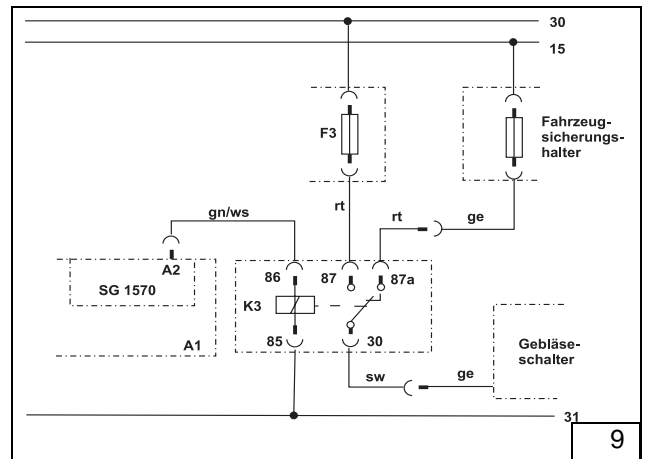 30
15
F3
Fahrzeug-
sicherungs-
halter
rt
gn/ws
rt
ge
A2
SG 1570
A1
86
87
87a
K3
85
30
Gebläse-
schalter
sw
ge
31
9